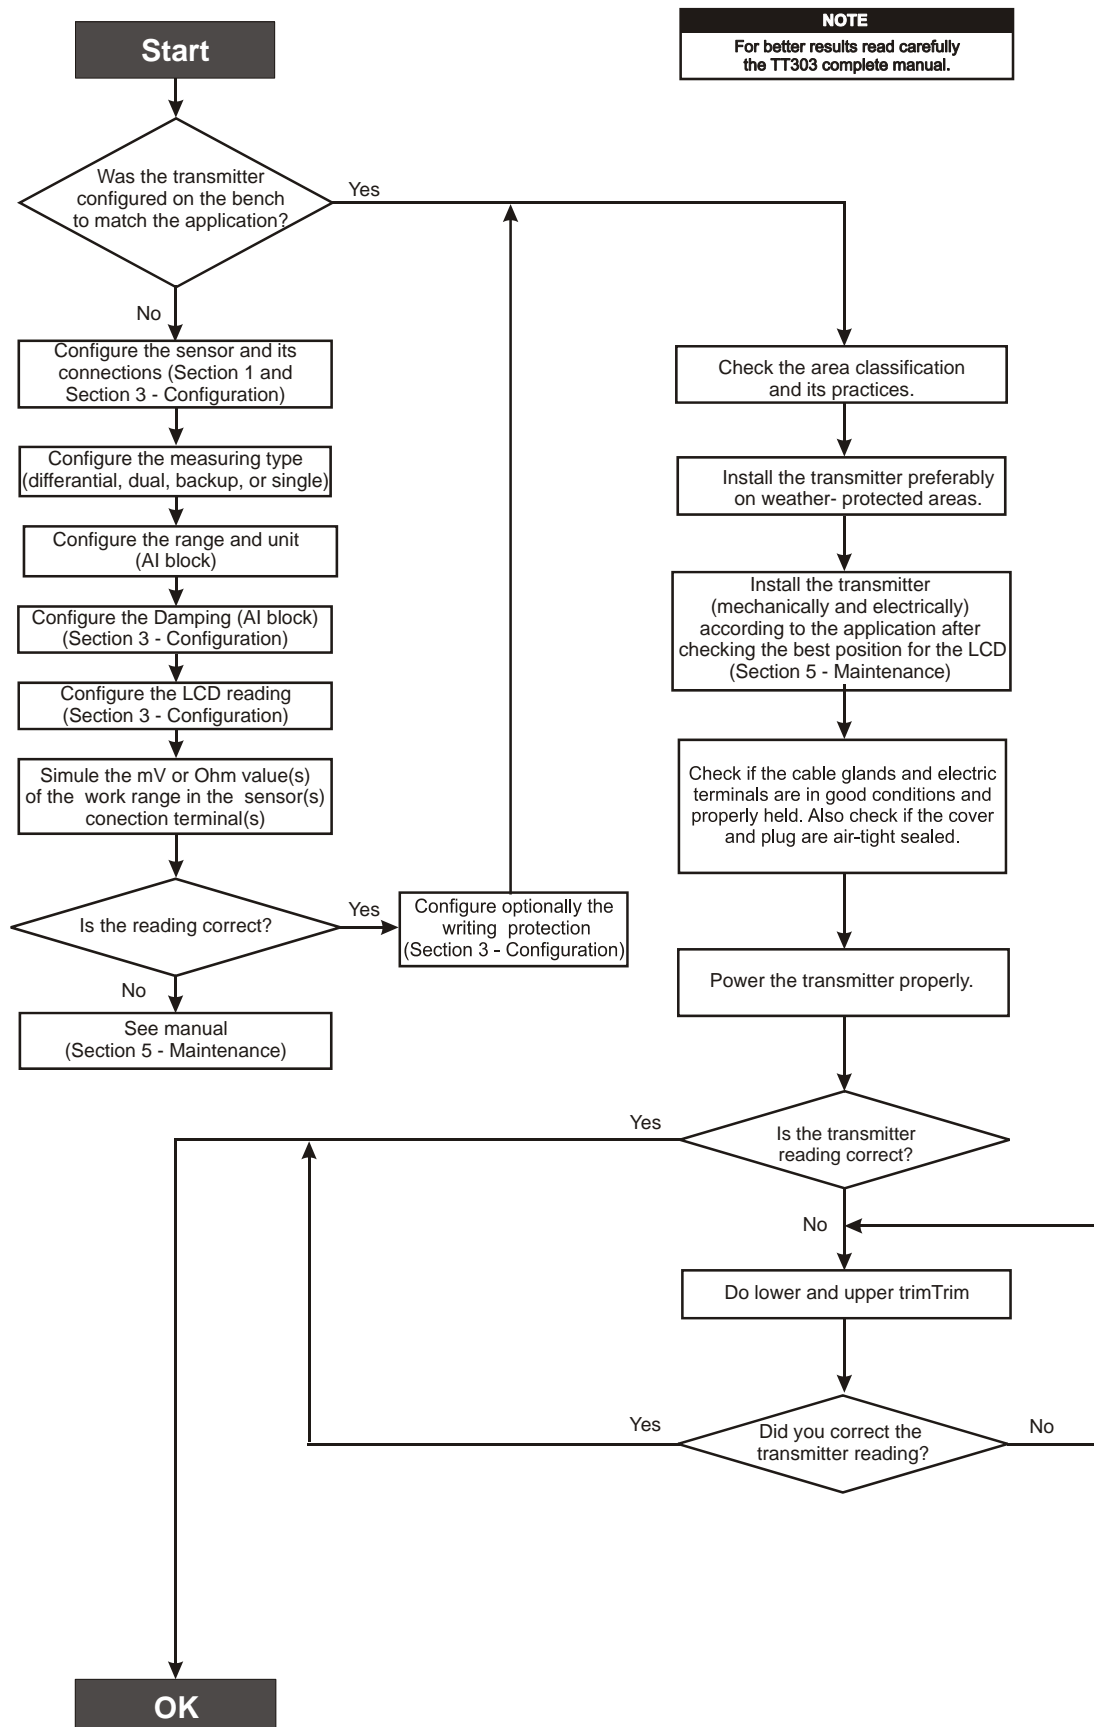 Start
NOTE
For better results read carefully
the TT303 complete manual.
Was the transmitter
configured on the bench
to match the application?
Yes
No
Configure the sensor and its
connections (Section 1 and
Section 3 - Configuration)
Configure the measuring type
(differantial, dual, backup, or single)
Configure the range and unit
(AI block)
Configure the Damping (AI block)
(Section 3 - Configuration)
Configure the LCD reading
(Section 3 - Configuration)
Simule the mV or Ohm value(s)
of the work range in the sensor(s)
conection terminal(s)
Is the reading correct?
Yes
Configure optionally the
writing protection
(Section 3 - Configuration)
No
See manual
(Section 5 - Maintenance)
Check the area classification
and its practices.
Install the transmitter preferably
on weather- protected areas.
Install the transmitter
(mechanically and electrically)
according to the application after
checking the best position for the LCD
(Section 5 - Maintenance)
Check if the cable glands and electric
terminals are in good conditions and
properly held. Also check if the cover
and plug are air-tight sealed.
Power the transmitter properly.
Yes
Is the transmitter
reading correct?
No
Do lower and upper trimTrim
Yes
Did you correct the
transmitter reading?
No
OK